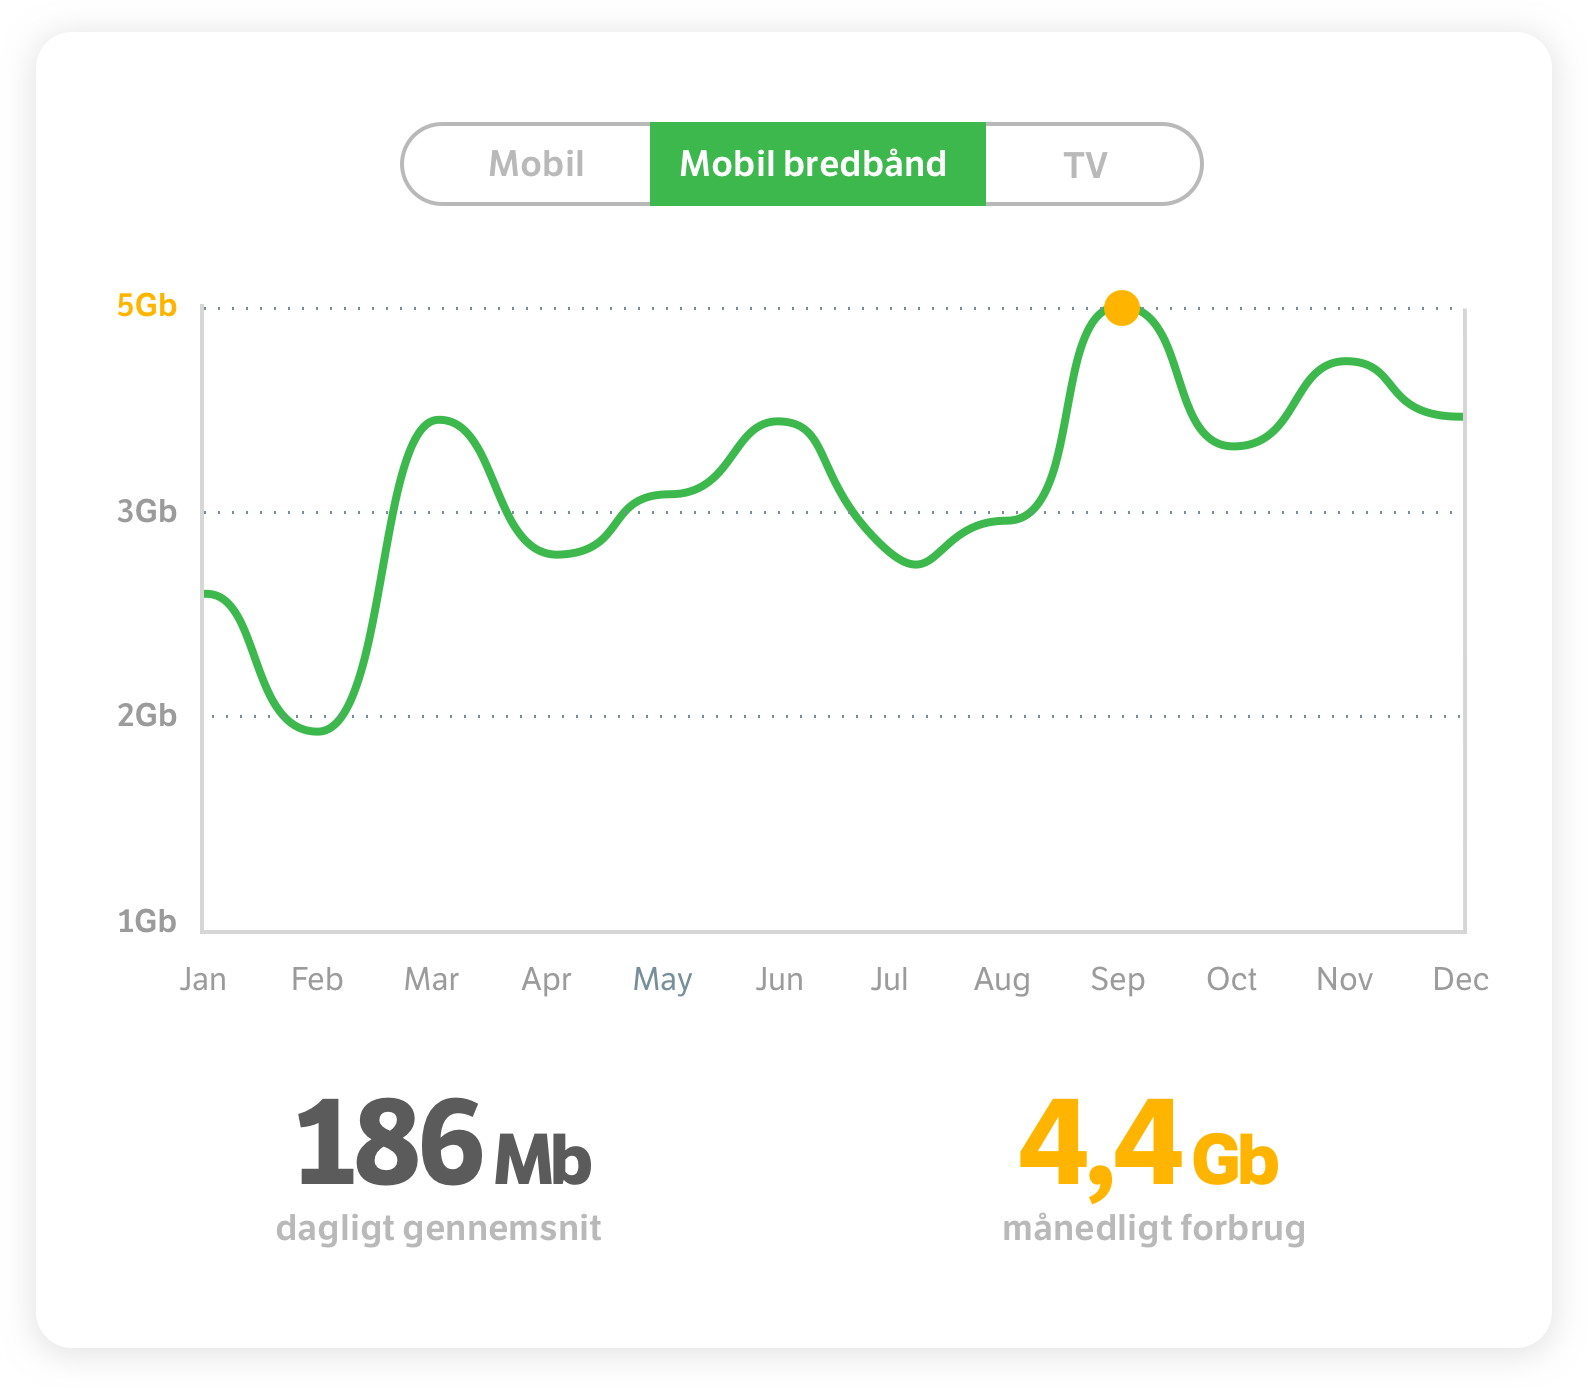 Mobil Mobil bredbånd TV
5Gb
3Gb
2Gb
1Gb
Jan Feb Mar Apr May Jun Jul Aug Sep Oct Nov Dec
186 Mb 4,4 Gb
dagligt gennemsnit månedligt forbrug